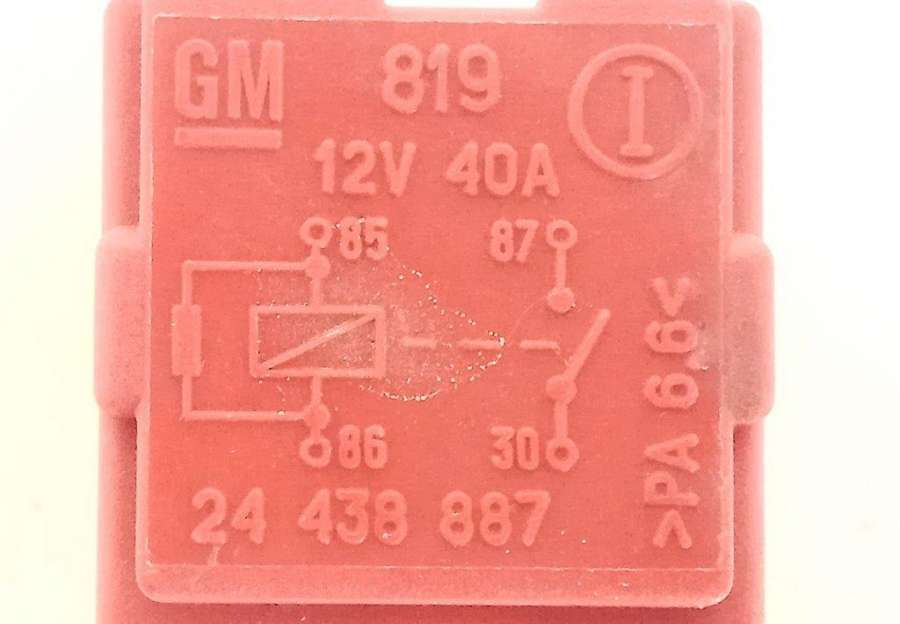 GM 819 I
12V 40A
85 87
86 30
>PA 6.6<
24 438 887